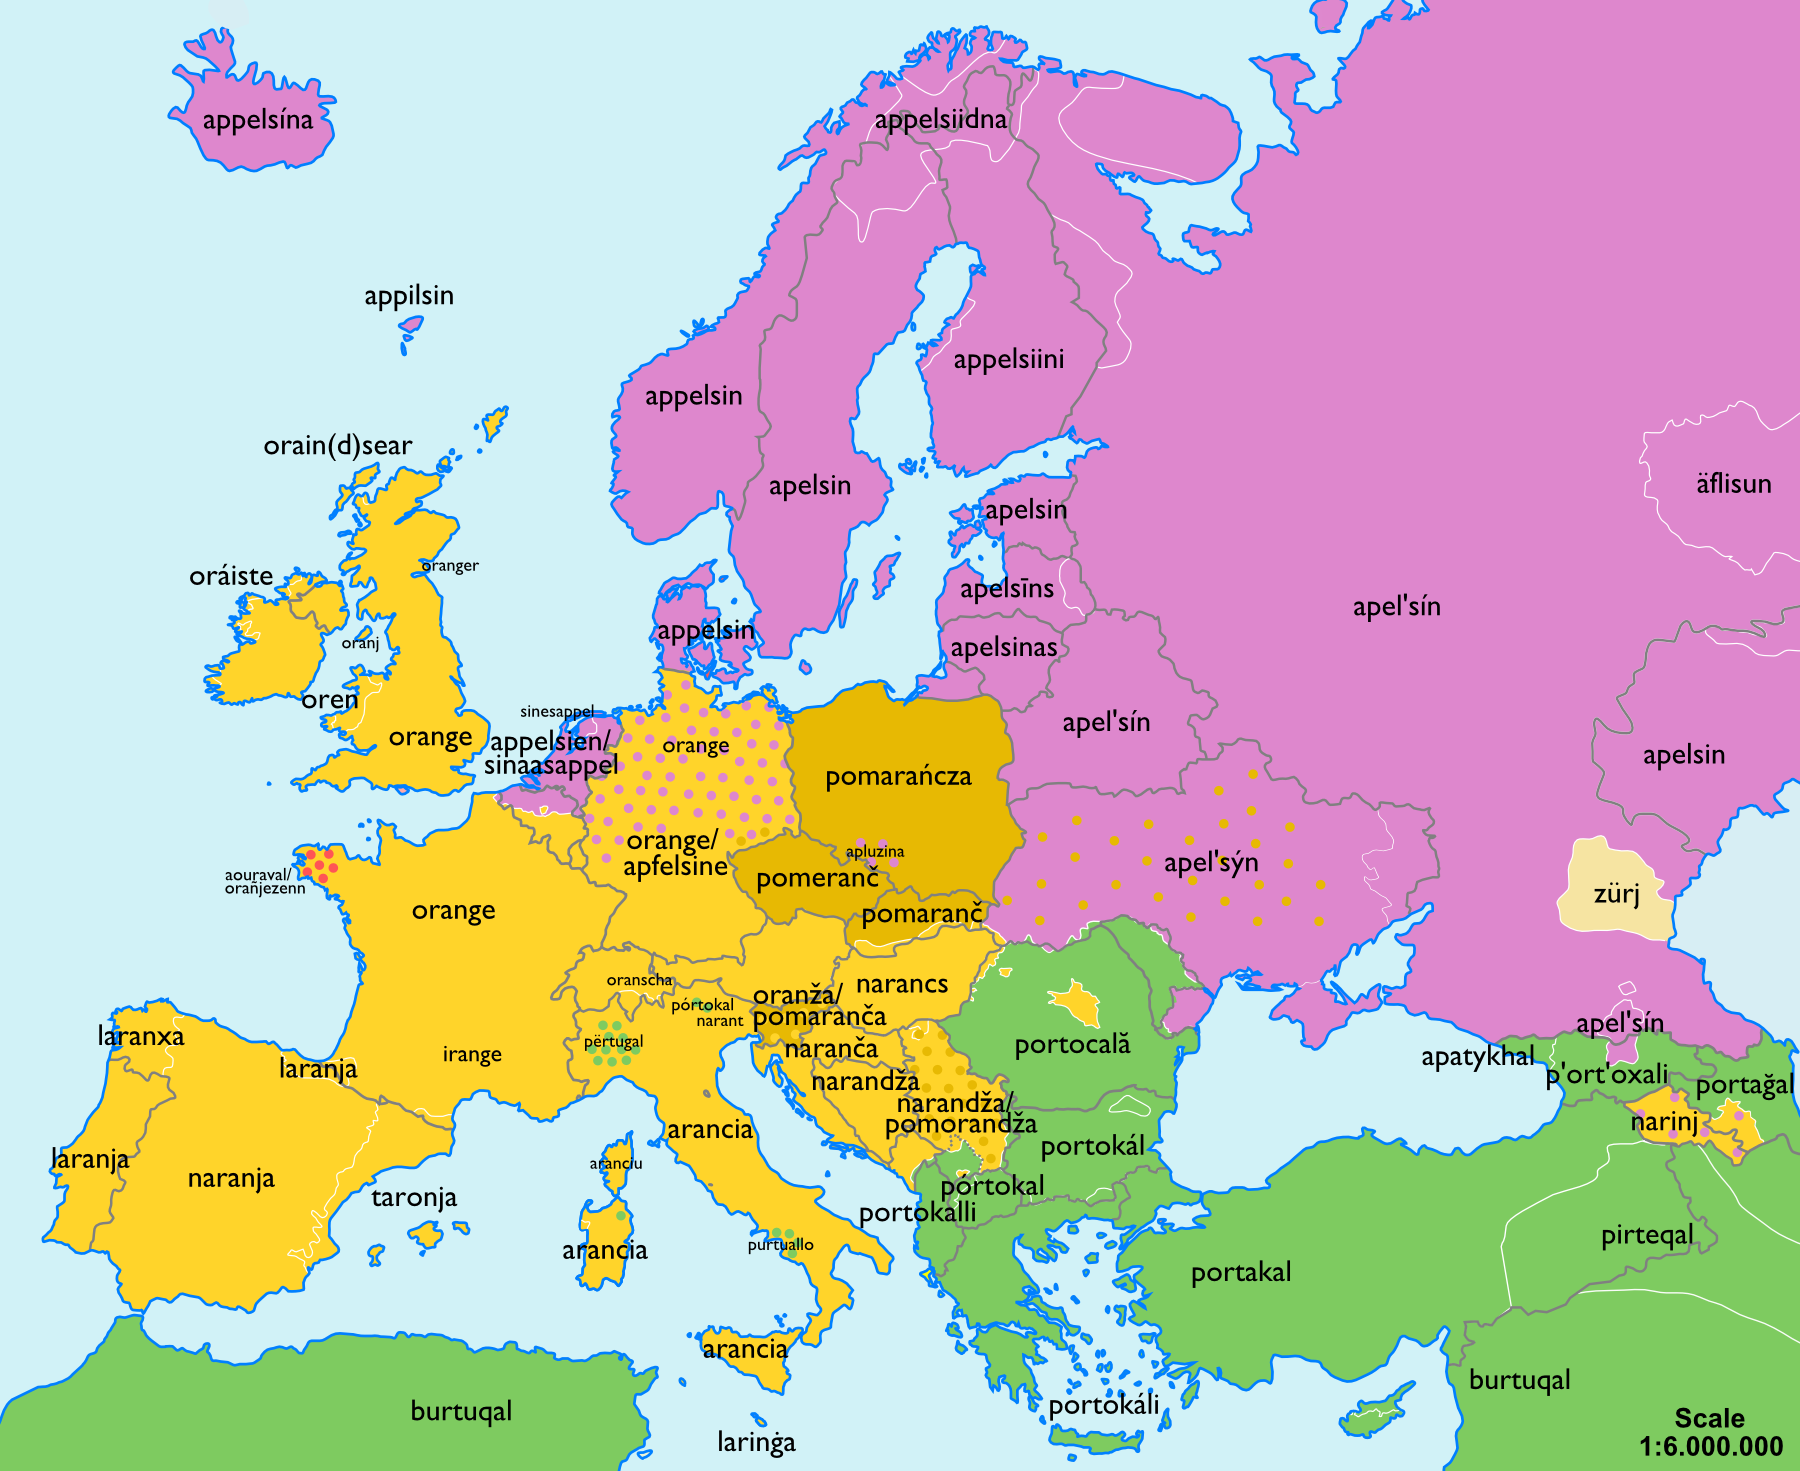 appelsína
appelsiidna
appilsin
appelsiini
appelsin
orain(d)sear
apelsin
äflisun
apelsin
oranger
oráiste
apelsīns
apel'sín
appelsin
oranj
apelsinas
oren
sinesappel
apel'sín
orange
appelsien/
sinaasappel
orange
apelsin
pomarańcza
orange/
apfelsine
apluzina
apel'sýn
aouraval/
orañjezenn
pomeranč
zürj
orange
pomaranč
oranscha
narancs
oranža/
pomaranča
pórtokal
narant
apel'sín
laranxa
përtugal
portocală
irange
naranča
apatykhal
laranja
p'ort'oxali
narandža
portağal
narandža/
pomorandža
narinj
arancia
laranja
portokál
aranciu
naranja
pórtokal
taronja
portokalli
pirteqal
purtuallo
arancia
portakal
arancia
burtuqal
portokáli
burtuqal
laringa
Scale
1:6.000.000